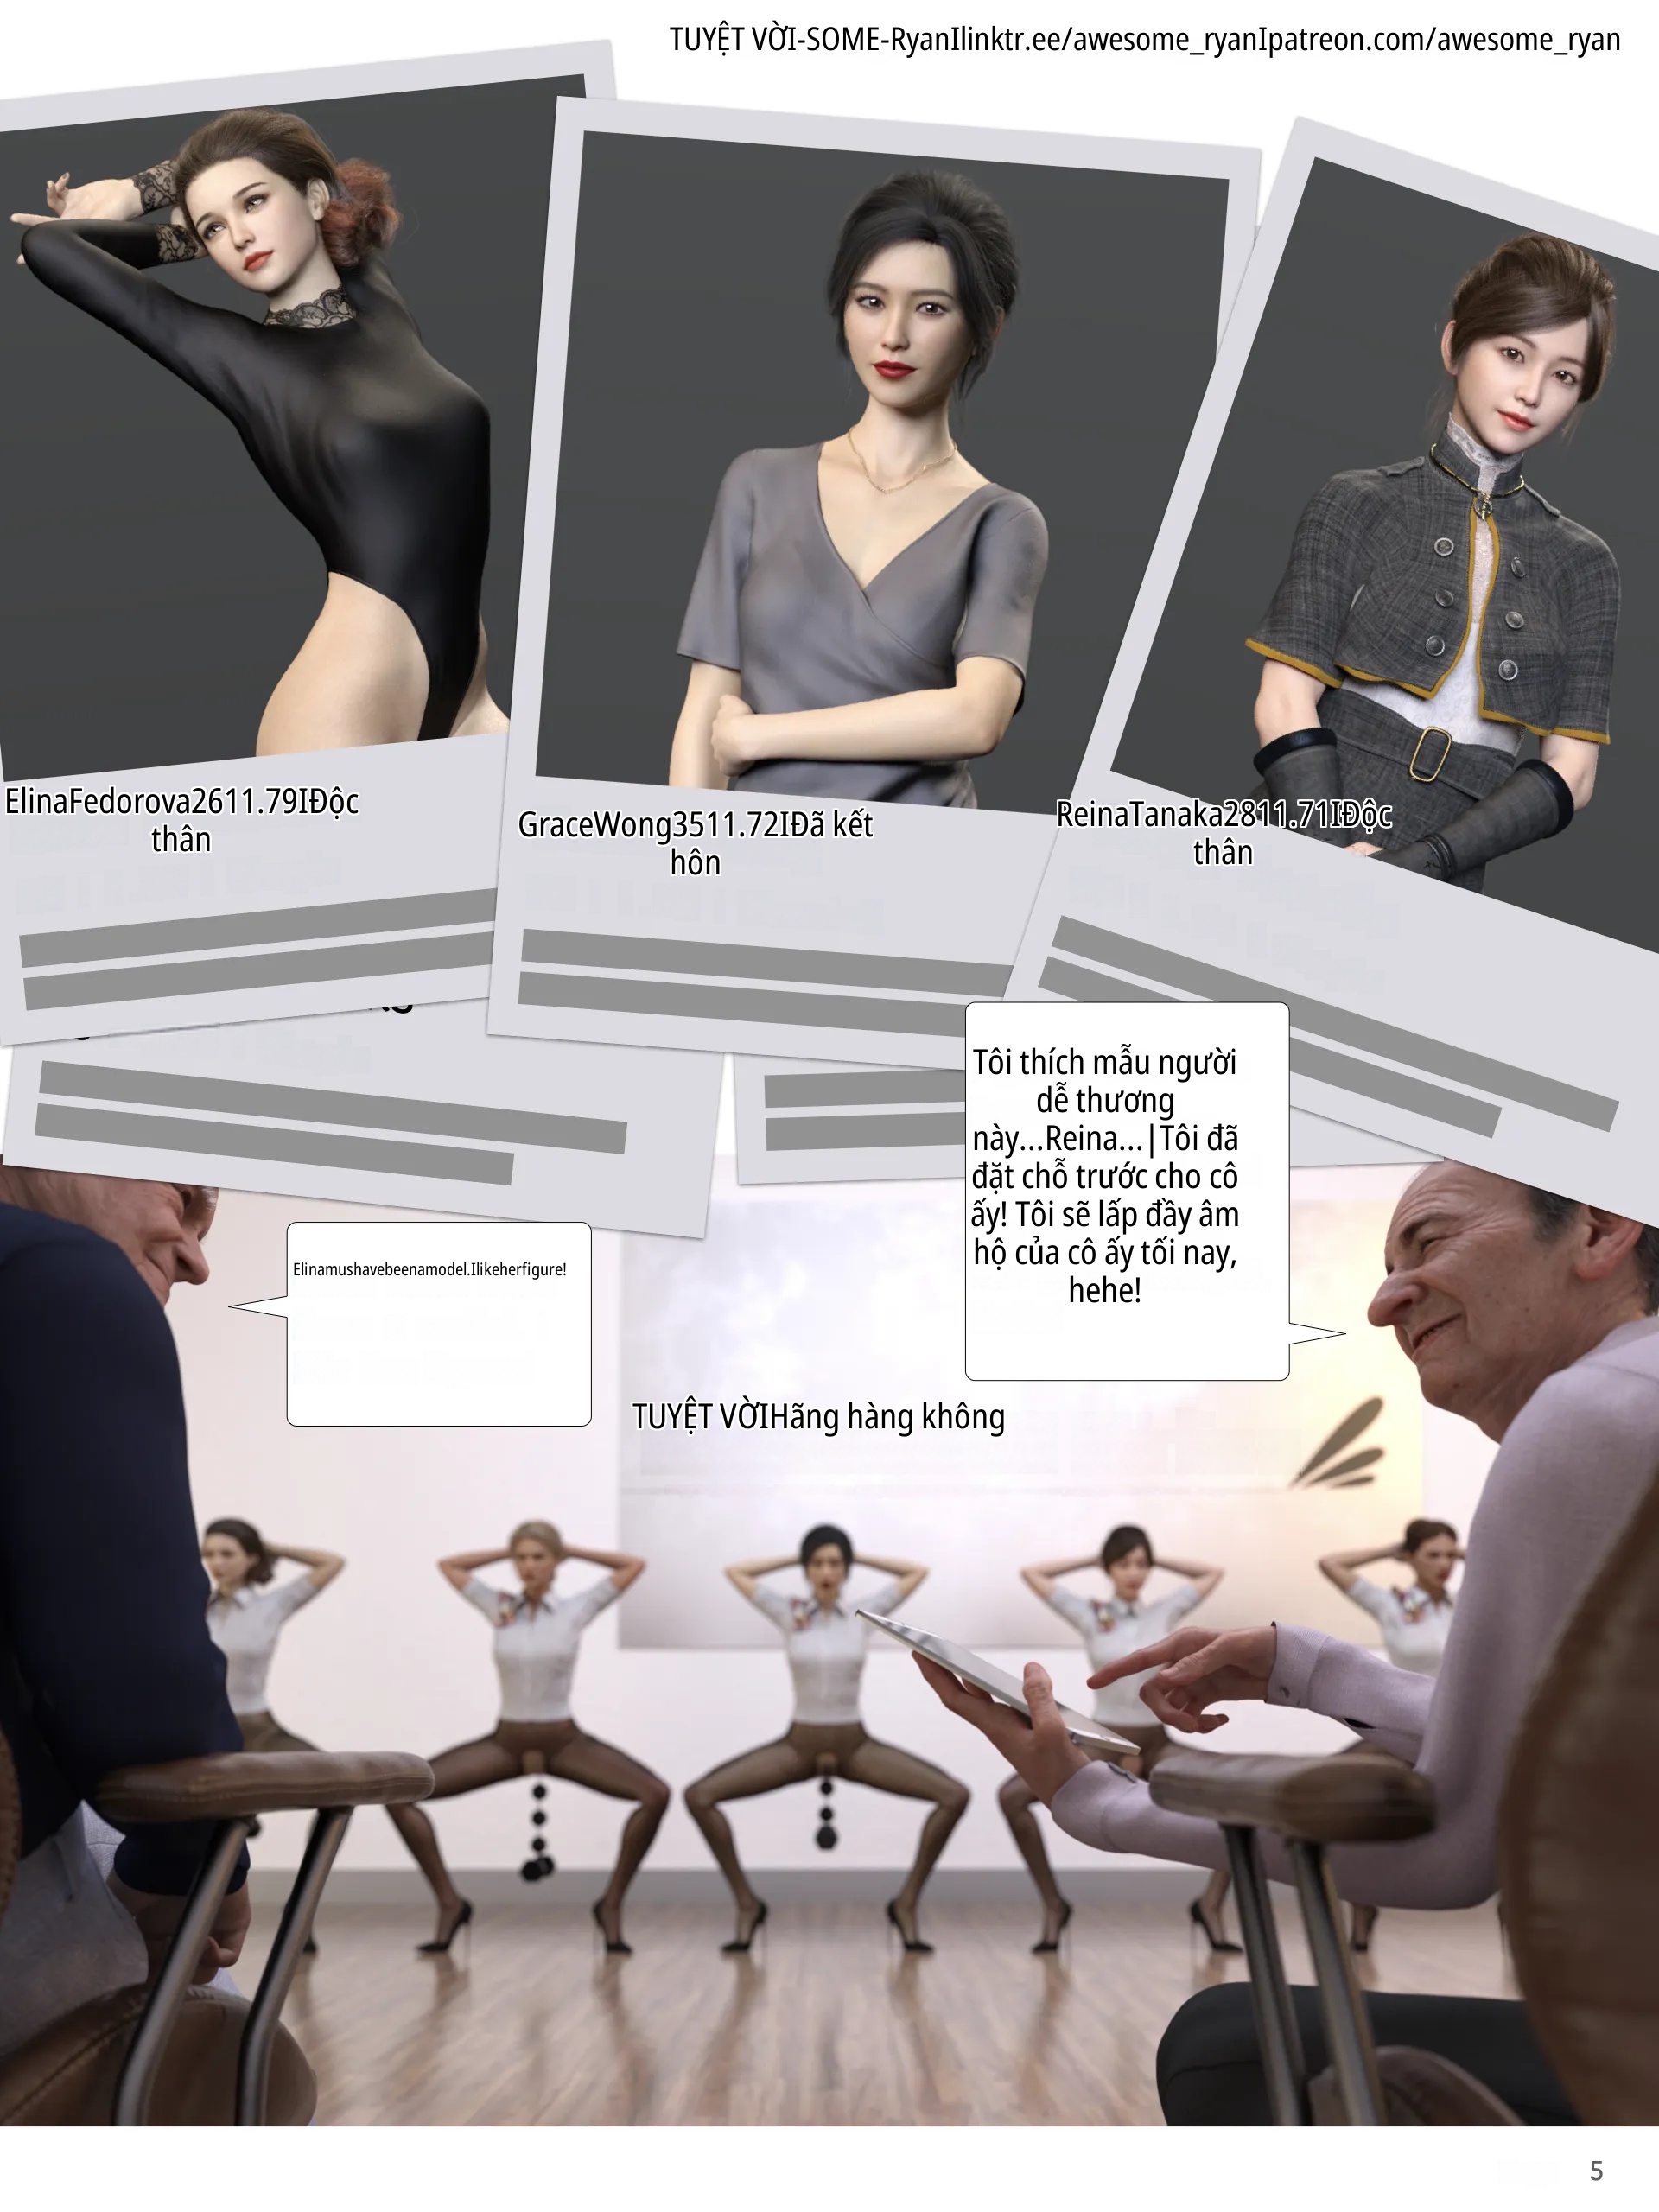 TUYỆT VỜI-SOME-RyanIlinktr.ee/awesome_ryanIpatreon.com/awesome_ryan
ElinaFedorova2611.79IĐộc
thân
GraceWong3511.72IĐã kết
hôn
ReinaTanaka2811.71IĐộc
thân
Tôi thích mẫu người
dễ thương
này...Reina...|Tôi đã
đặt chỗ trước cho cô
ấy! Tôi sẽ lấp đầy âm
hộ của cô ấy tối nay,
hehe!
Elinamushavebeenamodel.Ilikeherfigure!
TUYỆT VỜIHãng hàng không
5